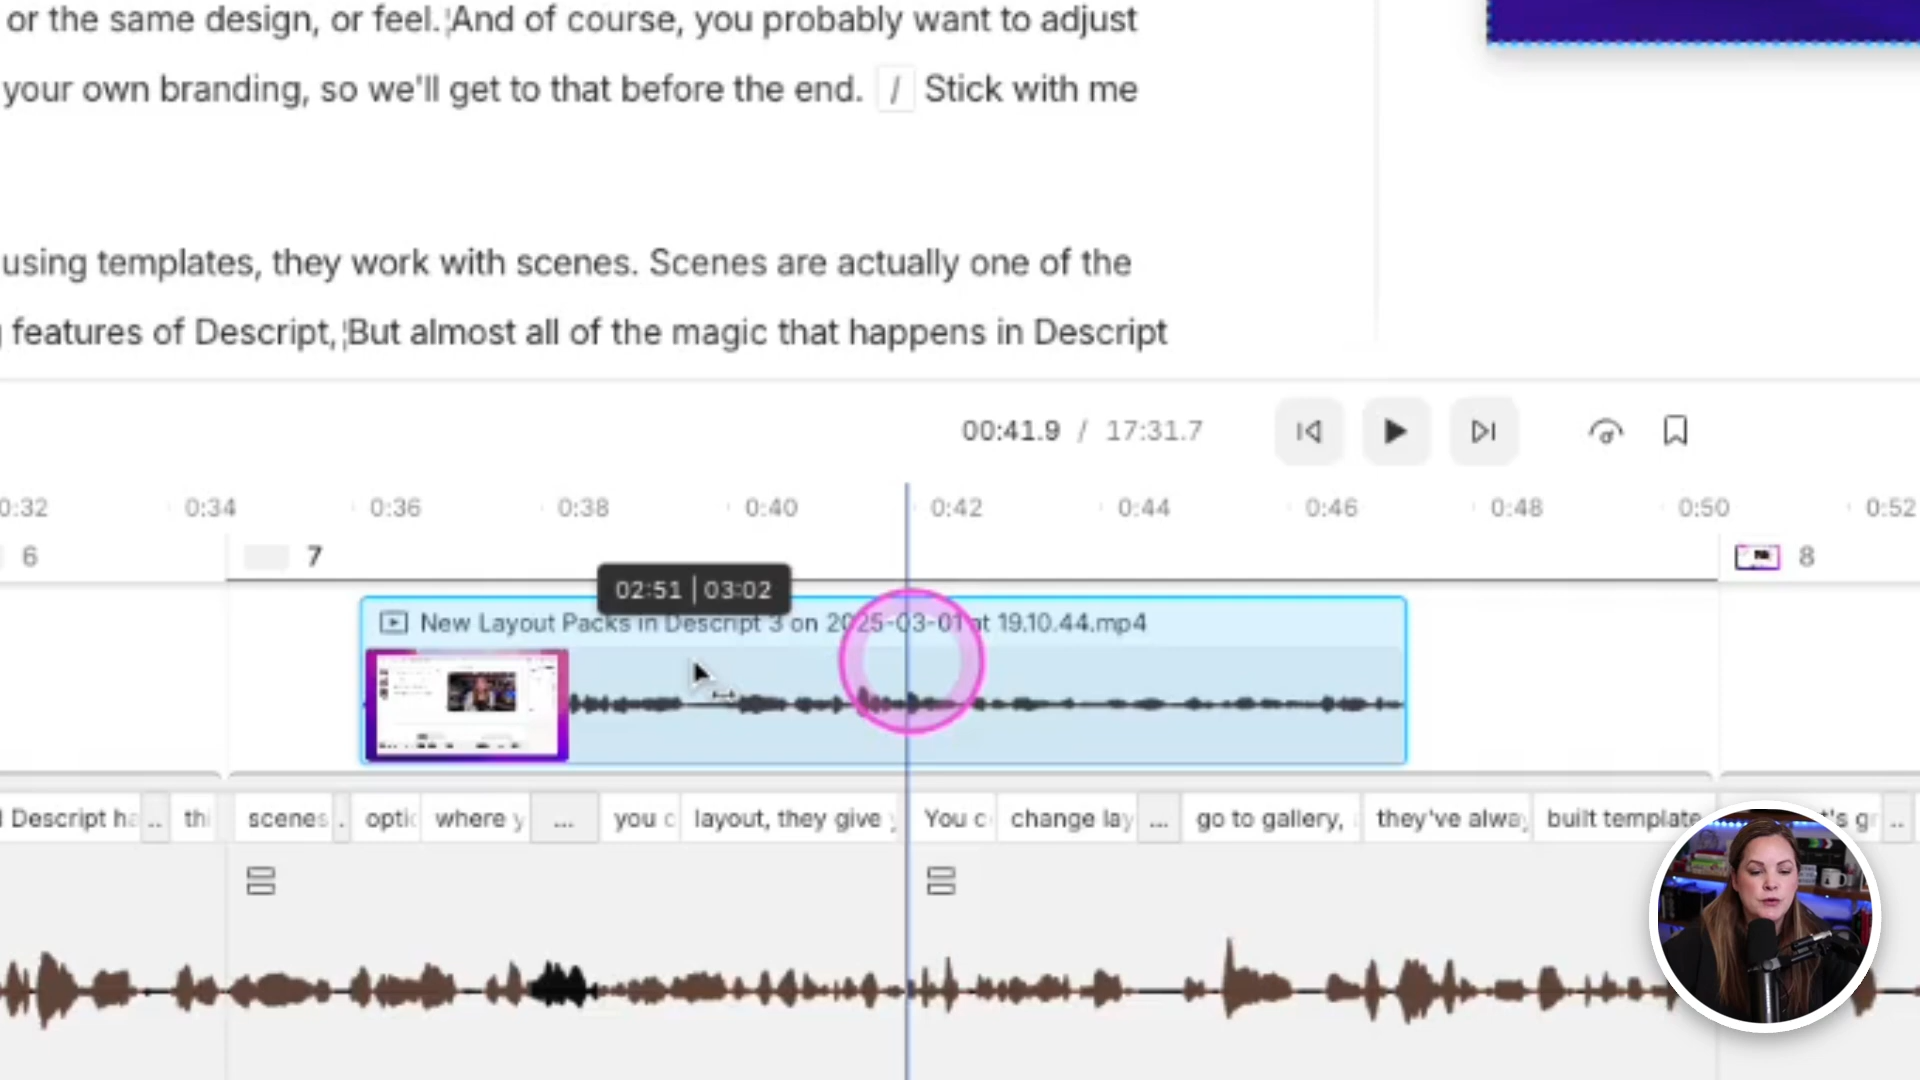 or the same design, or feel. And of course, you probably want to adjust
your own branding, so we'll get to that before the end. / Stick with me
using templates, they work with scenes. Scenes are actually one of the
features of Descript, But almost all of the magic that happens in Descript
00:41.9 / 17:31.7
0:32 0:34 0:36 0:38 0:40 0:42 0:44 0:46 0:48 0:50 0:52
6 7 8
02:51 | 03:02
New Layout Packs in Descript 3 on 2025-03-01 at 19.10.44.mp4
Descript ha .. thi scenes . optic where y ... you c layout, they give You c change lay ... go to gallery, they've alway built template t's gr ..